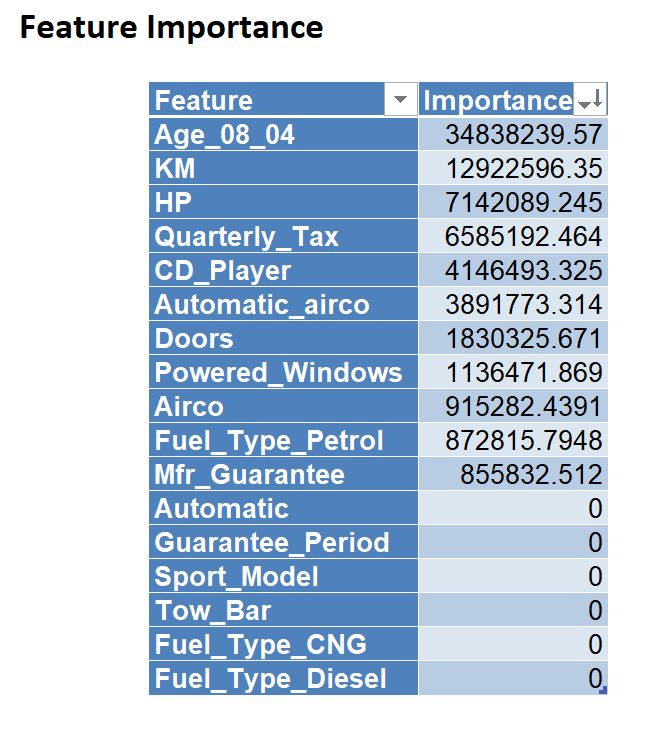 Feature Importance
Feature Importance
Age_08_04 34838239.57
KM 12922596.35
HP 7142089.245
Quarterly_Tax 6585192.464
CD_Player 4146493.325
Automatic_airco 3891773.314
Doors 1830325.671
Powered_Windows 1136471.869
Airco 915282.4391
Fuel_Type_Petrol 872815.7948
Mfr_Guarantee 855832.512
Automatic 0
Guarantee_Period 0
Sport_Model 0
Tow_Bar 0
Fuel_Type_CNG 0
Fuel_Type_Diesel 0